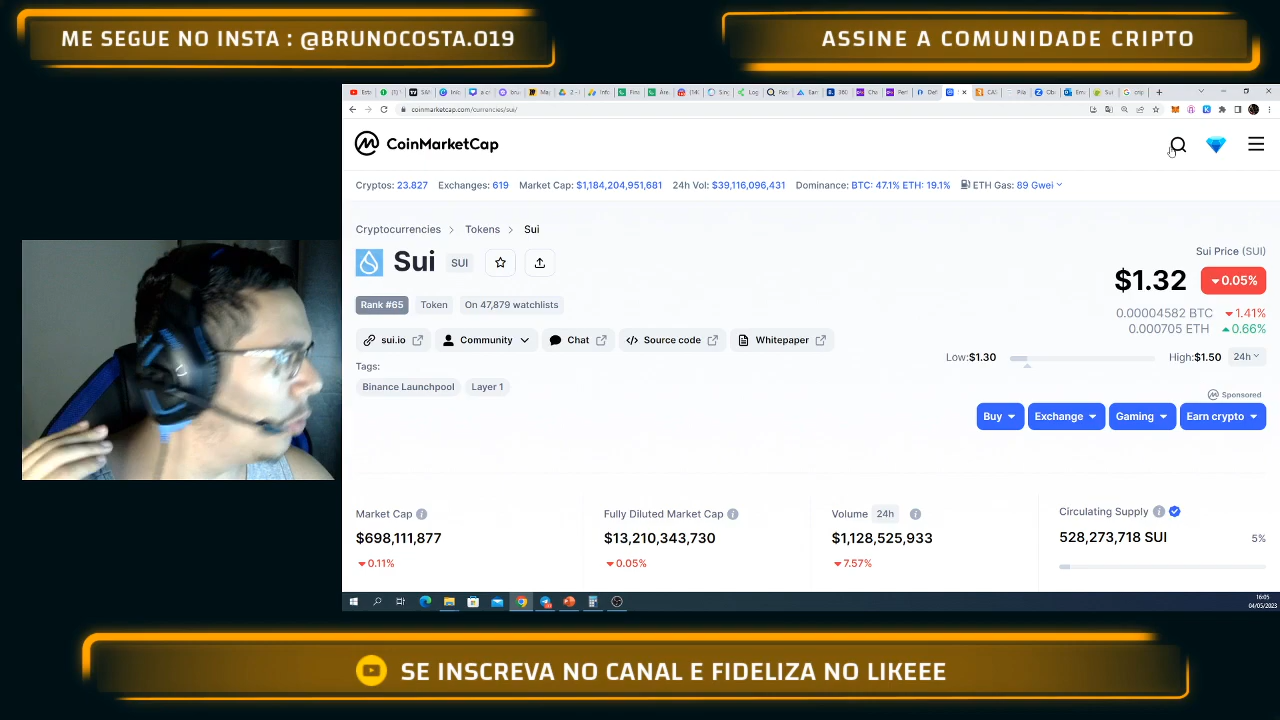 ME SEGUE NO INSTA : @BRUNOCOSTA.019
ASSINE A COMUNIDADE CRIPTO
coinmarketcap.com/currencies/sui/
CoinMarketCap
Cryptos: 23.827 Exchanges: 619 Market Cap: $1,184,204,951,681 24h Vol: $39,116,096,431 Dominance: BTC: 47.1% ETH: 19.1% ETH Gas: 89 Gwei
Cryptocurrencies > Tokens > Sui
Sui SUI
Rank #65 Token On 47,879 watchlists
sui.io Community Chat Source code Whitepaper
Tags:
Binance Launchpool Layer 1
Sui Price (SUI)
$1.32 0.05%
0.00004582 BTC 1.41%
0.000705 ETH 0.66%
Low: $1.30 High: $1.50 24h
Sponsored
Buy Exchange Gaming Earn crypto
Market Cap
$698,111,877
0.11%
Fully Diluted Market Cap
$13,210,343,730
0.05%
Volume 24h
$1,128,525,933
7.57%
Circulating Supply
528,273,718 SUI 5%
16:05
04/05/2023
SE INSCREVA NO CANAL E FIDELIZA NO LIKEEE